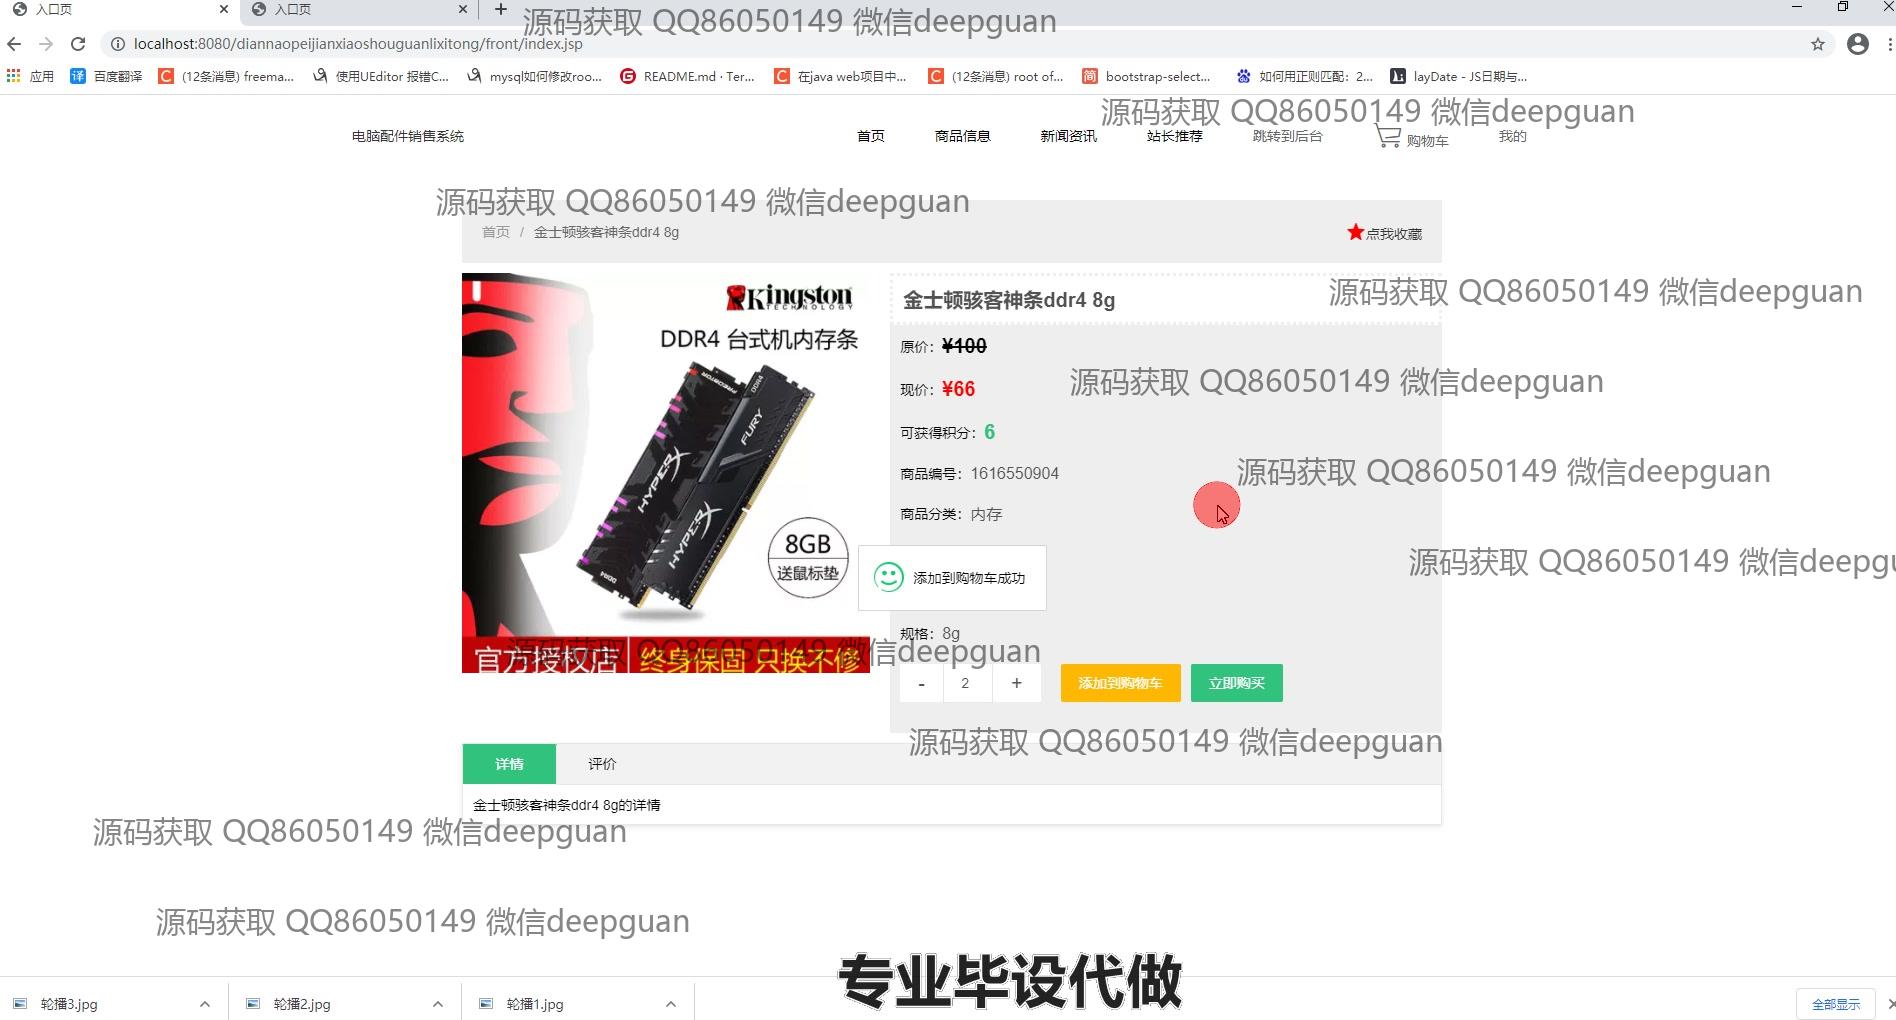 入口页
入口页
源码获取 QQ86050149 微信deepguan
localhost:8080/diannaopeijianxiaoshouguanlixitong/front/index.jsp
应用 百度翻译 (12条消息) freema... 使用UEditor 报错C... mysql如何修改roo... README.md · Ter... 在java web项目中... (12条消息) root of... bootstrap-select... 如何用正则匹配：2... layDate - JS日期与...
源码获取 QQ86050149 微信deepguan
电脑配件销售系统 首页 商品信息 新闻资讯 站长推荐 跳转到后台 购物车 我的
源码获取 QQ86050149 微信deepguan
首页 / 金士顿骇客神条ddr4 8g
点我收藏
Kingston
TECHNOLOGY
DDR4 台式机内存条
PREDATOR
DDR4
FURY
HYPERX
HYPERX
DDR4
8GB
送鼠标垫
官方授权店 终身保固 只换不修
金士顿骇客神条ddr4 8g
源码获取 QQ86050149 微信deepguan
原价：¥100
源码获取 QQ86050149 微信deepguan
现价：¥66
可获得积分：6
商品编号：1616550904
源码获取 QQ86050149 微信deepguan
商品分类：内存
源码获取 QQ86050149 微信deepgu
添加到购物车成功
规格：8g
源码获取 QQ86050149 微信deepguan
- 2 + 添加到购物车 立即购买
源码获取 QQ86050149 微信deepguan
详情 评价
金士顿骇客神条ddr4 8g的详情
源码获取 QQ86050149 微信deepguan
源码获取 QQ86050149 微信deepguan
专业毕设代做
轮播3.jpg 轮播2.jpg 轮播1.jpg 全部显示